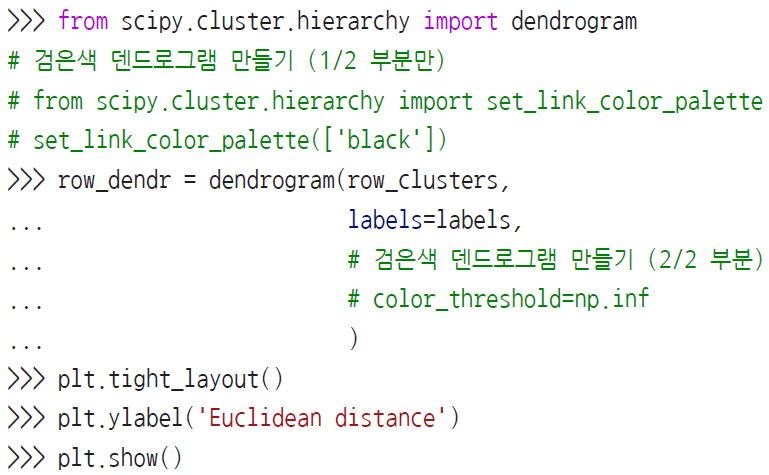 >>> from scipy.cluster.hierarchy import dendrogram
# 검은색 덴드로그램 만들기 (1/2 부분만)
# from scipy.cluster.hierarchy import set_link_color_palette
# set_link_color_palette(['black'])
>>> row_dendr = dendrogram(row_clusters,
... labels=labels,
... # 검은색 덴드로그램 만들기 (2/2 부분)
... # color_threshold=np.inf
... )
>>> plt.tight_layout()
>>> plt.ylabel('Euclidean distance')
>>> plt.show()